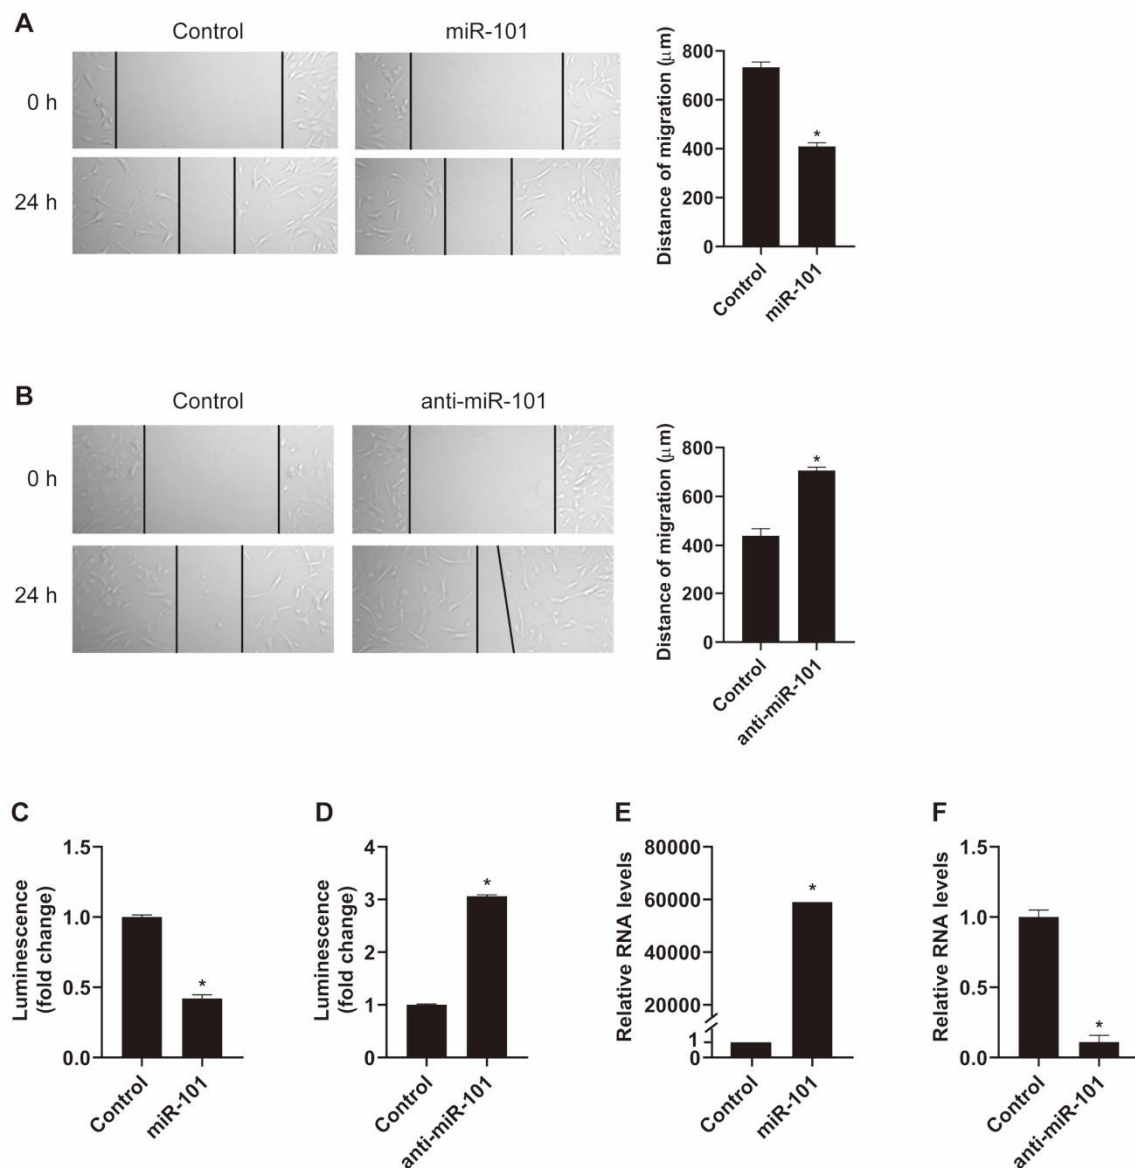 A
Control
miR-101
0 h
24 h
Distance of migration (μm)
800
600
400
200
0
*
Control
miR-101
B
Control
anti-miR-101
0 h
24 h
Distance of migration (μm)
800
600
400
200
0
*
Control
anti-miR-101
C
Luminescence
(fold change)
1.5
1.0
0.5
0.0
*
Control
miR-101
D
Luminescence
(fold change)
4
3
2
1
0
*
Control
anti-miR-101
E
Relative RNA levels
80000
60000
40000
20000
1
0
*
Control
miR-101
F
Relative RNA levels
1.5
1.0
0.5
0.0
*
Control
anti-miR-101